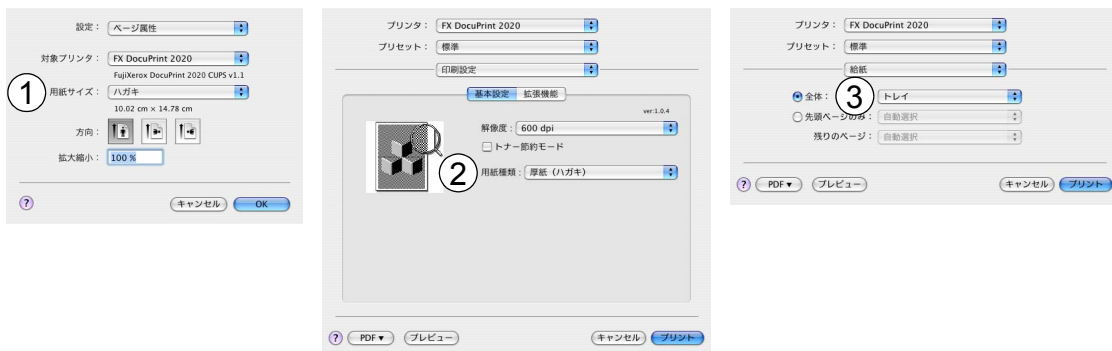 設定： ページ属性
対象プリンタ： FX DocuPrint 2020
FujiXerox DocuPrint 2020 CUPS v1.1
① 用紙サイズ： ハガキ
10.02 cm × 14.78 cm
方向：
拡大縮小： 100 %
? キャンセル OK
プリンタ： FX DocuPrint 2020
プリセット： 標準
印刷設定
基本設定 拡張機能
ver:1.0.4
解像度： 600 dpi
トナー節約モード
② 用紙種類： 厚紙（ハガキ）
? PDF▼ プレビュー キャンセル プリント
プリンタ： FX DocuPrint 2020
プリセット： 標準
給紙
全体： ③ トレイ
先頭ページのみ： 自動選択
残りのページ： 自動選択
? PDF▼ プレビュー キャンセル プリント